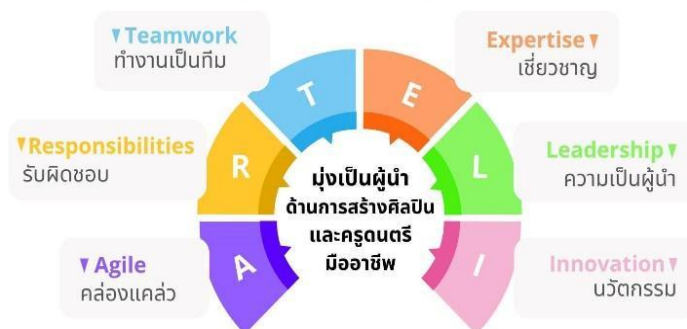 ▼Teamwork
ทำงานเป็นทีม
Expertise▼
เชี่ยวชาญ
▼Responsibilities
รับผิดชอบ
Leadership▼
ความเป็นผู้นำ
▼Agile
คล่องแคล่ว
Innovation▼
นวัตกรรม
A
R
T
E
L
I
มุ่งเป็นผู้นำ
ด้านการสร้างศิลปิน
และครูดนตรี
มืออาชีพ